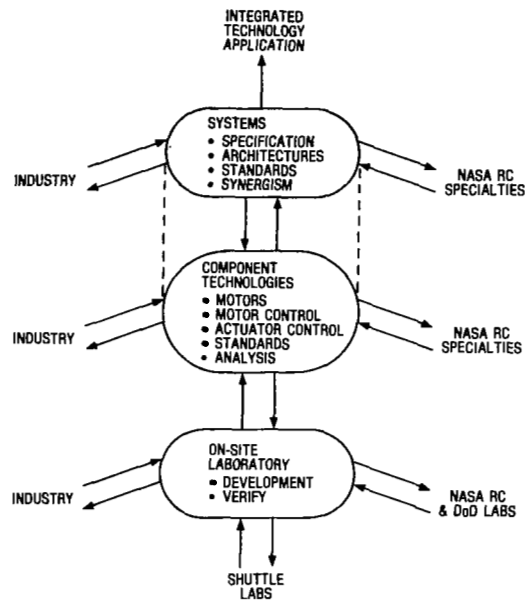 INTEGRATED
TECHNOLOGY
APPLICATION
SYSTEMS
• SPECIFICATION
• ARCHITECTURES
• STANDARDS
• SYNERGISM
INDUSTRY
NASA RC
SPECIALTIES
COMPONENT
TECHNOLOGIES
• MOTORS
• MOTOR CONTROL
• ACTUATOR CONTROL
• STANDARDS
• ANALYSIS
INDUSTRY
NASA RC
SPECIALTIES
ON-SITE
LABORATORY
• DEVELOPMENT
• VERIFY
INDUSTRY
NASA RC
& DoD LABS
SHUTTLE
LABS